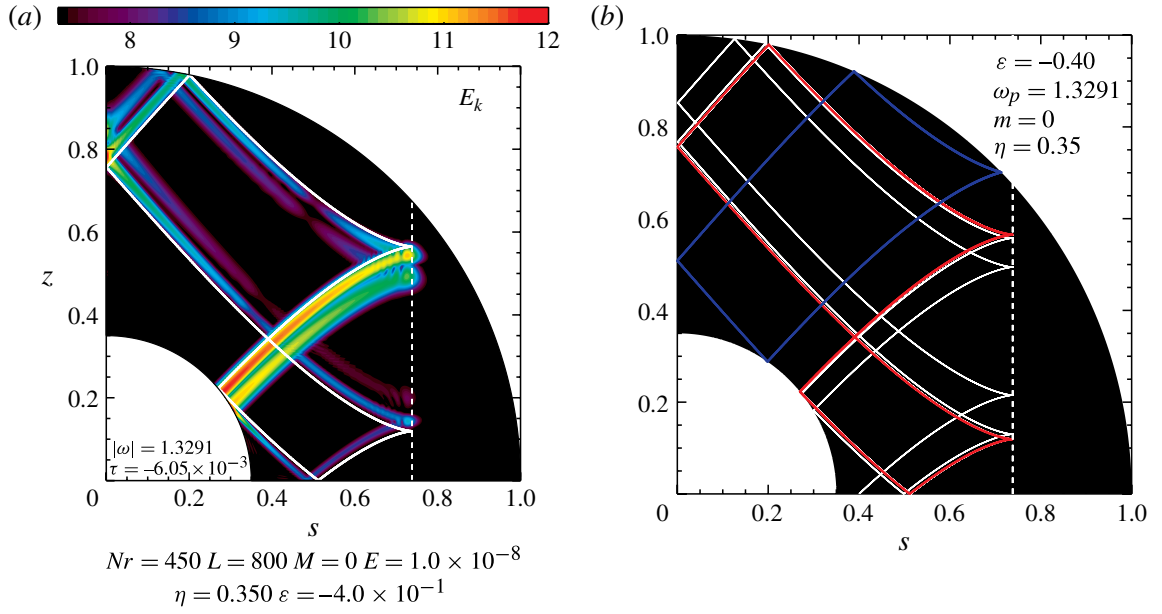 (a)
8 9 10 11 12
E_k
1.0
0.8
0.6
0.4
0.2
0
z
|ω| = 1.3291
τ = −6.05 × 10^{−3}
0 0.2 0.4 0.6 0.8 1.0
s
Nr = 450 L = 800 M = 0 E = 1.0 × 10^{−8}
η = 0.350 ε = −4.0 × 10^{−1}
(b)
ε = −0.40
ω_p = 1.3291
m = 0
η = 0.35
1.0
0.8
0.6
0.4
0.2
0 0.2 0.4 0.6 0.8 1.0
s